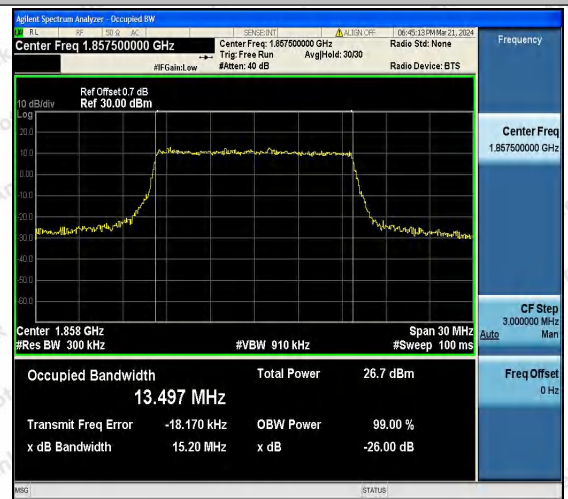 Agilent Spectrum Analyzer - Occupied BW
RL RF 50 Ω AC SENSE:INT ALIGN OFF 06:45:13 PM Mar 21, 2024
Center Freq 1.857500000 GHz Center Freq: 1.857500000 GHz Radio Std: None
Trig: Free Run Avg|Hold: 30/30
#IFGain:Low #Atten: 40 dB Radio Device: BTS
Frequency
Ref Offset 0.7 dB
10 dB/div Ref 30.00 dBm
Log
20.0
10.0
0.00
-10.0
-20.0
-30.0
-40.0
-50.0
-60.0
Center Freq
1.857500000 GHz
Center 1.858 GHz Span 30 MHz
#Res BW 300 kHz #VBW 910 kHz #Sweep 100 ms
CF Step
3.000000 MHz
Auto Man
Occupied Bandwidth Total Power 26.7 dBm
13.497 MHz
Transmit Freq Error -18.170 kHz OBW Power 99.00 %
x dB Bandwidth 15.20 MHz x dB -26.00 dB
Freq Offset
0 Hz
MSG STATUS